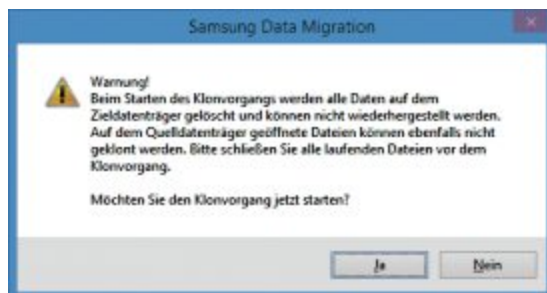 Samsung Data Migration
Warnung!
Beim Starten des Klonvorgangs werden alle Daten auf dem
Zieldatenträger gelöscht und können nicht wiederhergestellt werden.
Auf dem Quelldatenträger geöffnete Dateien können ebenfalls nicht
geklont werden. Bitte schließen Sie alle laufenden Dateien vor dem
Klonvorgang.
Möchten Sie den Klonvorgang jetzt starten?
Ja
Nein